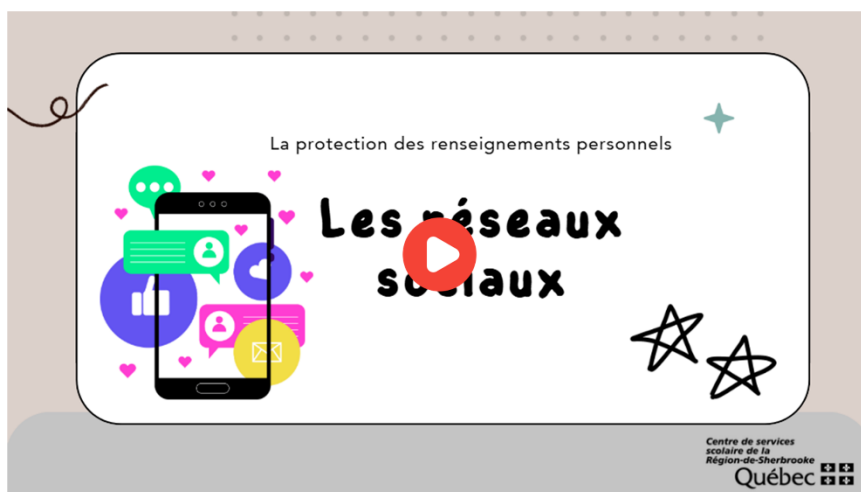 La protection des renseignements personnels
Les réseaux
sociaux
Centre de services
scolaire de la
Région-de-Sherbrooke
Québec